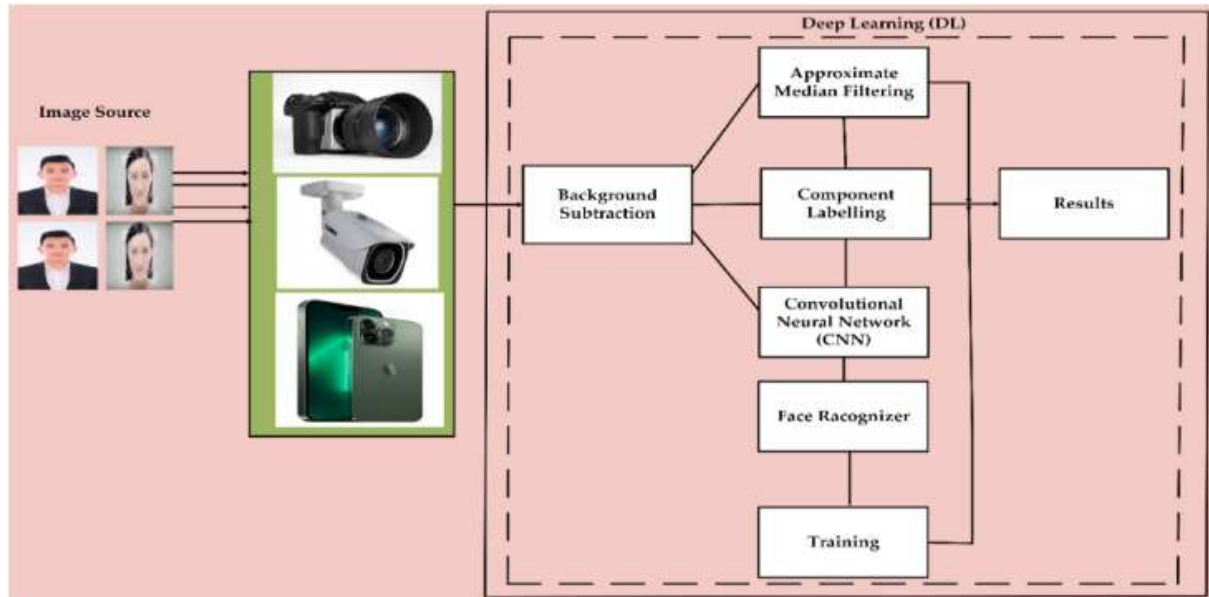 Deep Learning (DL)
Image Source
Approximate
Median Filtering
Background
Subtraction
Component
Labelling
Results
Convolutional
Neural Network
(CNN)
Face Racognizer
Training